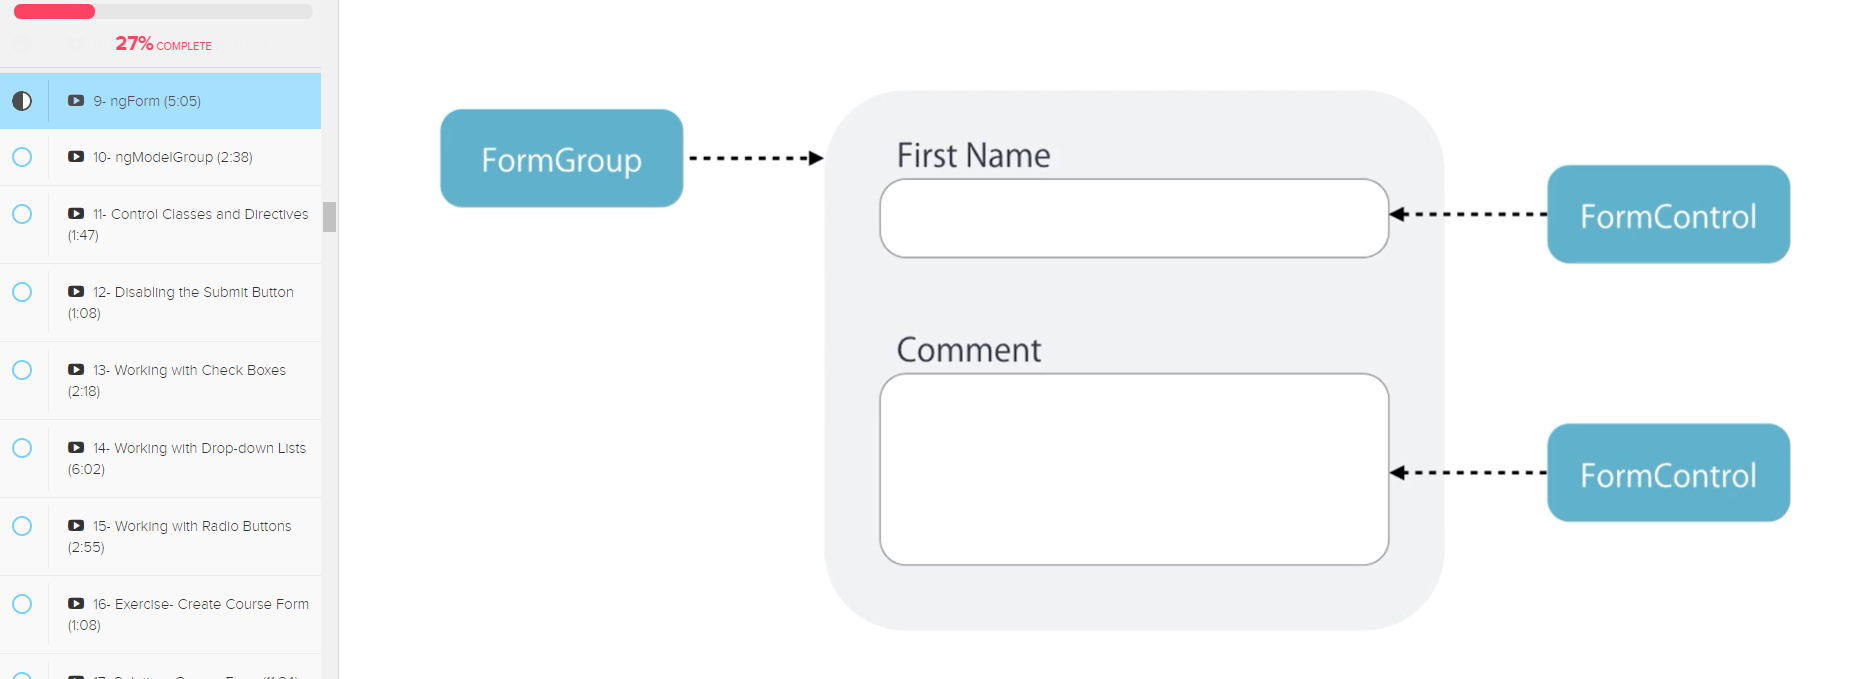 27% COMPLETE
9- ngForm (5:05)
10- ngModelGroup (2:38)
11- Control Classes and Directives
(1:47)
12- Disabling the Submit Button
(1:08)
13- Working with Check Boxes
(2:18)
14- Working with Drop-down Lists
(6:02)
15- Working with Radio Buttons
(2:55)
16- Exercise- Create Course Form
(1:08)
FormGroup
First Name
FormControl
Comment
FormControl